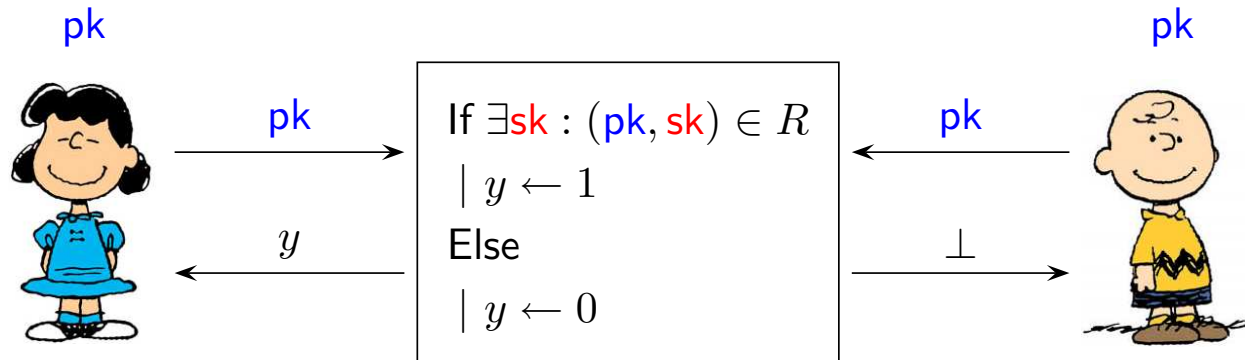 pk
pk
pk
If ∃sk : (pk, sk) ∈ R
| y ← 1
Else
| y ← 0
pk
y
⊥